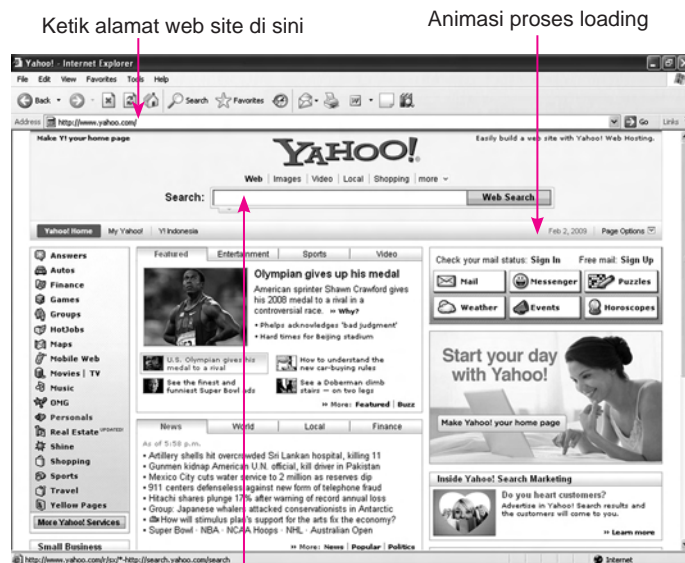 Ketik alamat web site di sini
Animasi proses loading
Yahoo! - Internet Explorer
File Edit View Favorites Tools Help
Back Search Favorites
Address http://www.yahoo.com/ Go Links
Make Y! your home page
Easily build a web site with Yahoo! Web Hosting.
YAHOO!
Web | Images | Video | Local | Shopping | more
Search: Web Search
Yahoo! Home My Yahoo! Y! Indonesia Feb 2, 2009 | Page Options
Answers
Autos
Finance
Games
Groups
HotJobs
Maps
Mobile Web
Movies | TV
Music
OMG
Personals
Real Estate UPDATED!
Shine
Shopping
Sports
Travel
Yellow Pages
More Yahoo! Services
Small Business
Featured Entertainment Sports Video
Olympian gives up his medal
American sprinter Shawn Crawford gives
his 2008 medal to a rival in a
controversial race. » Why?
• Phelps acknowledges 'bad judgment'
• Hard times for Beijing stadium
U.S. Olympian gives his
medal to a rival
How to understand the
new car-buying rules
See the finest and
funniest Super Bowl ads
See a Doberman climb
stairs — on two legs
» More: Featured | Buzz
News World Local Finance
As of 5:58 p.m.
• Artillery shells hit overcrowded Sri Lankan hospital, killing 11
• Gunmen kidnap American U.N. official, kill driver in Pakistan
• Mexico City cuts water service to 2 million as reserves dip
• 911 centers defenseless against new form of telephone fraud
• Hitachi shares plunge 17% after warning of record annual loss
• Group: Japanese whalers attacked conservationists in Antarctic
• How will stimulus plan's support for the arts fix the economy?
• Super Bowl · NBA · NCAA Hoops · NHL · Australian Open
» More: News | Popular | Politics
Check your mail status: Sign In Free mail: Sign Up
Mail Messenger Puzzles
Weather Events Horoscopes
Start your day
with Yahoo!
Make Yahoo! your home page
Inside Yahoo! Search Marketing
Do you heart customers?
Advertise in Yahoo! Search results and
the customers will come to you.
» Learn more
http://www.yahoo.com/r/sx/*-http://search.yahoo.com/search Internet